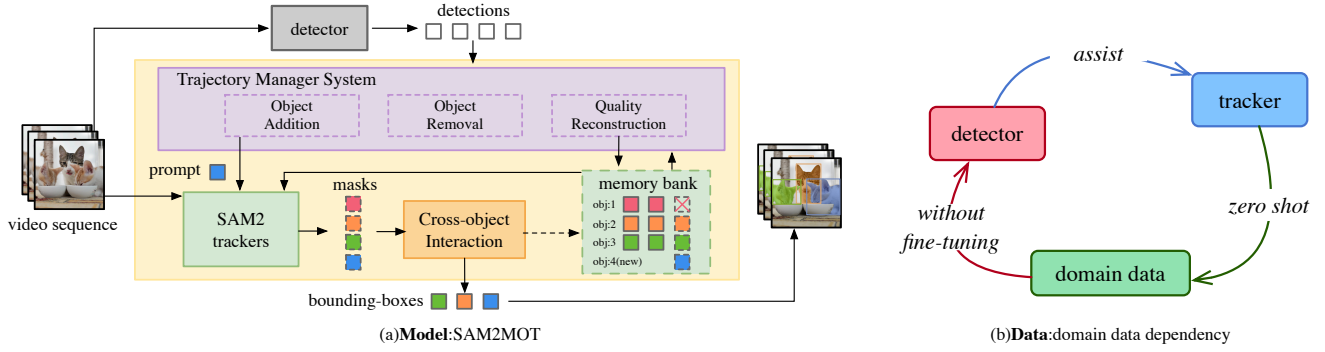 detector
detections
Trajectory Manager System
Object
Addition
Object
Removal
Quality
Reconstruction
prompt
video sequence
SAM2
trackers
masks
Cross-object
Interaction
memory bank
obj:1
obj:2
obj:3
obj:4(new)
bounding-boxes
(a)Model:SAM2MOT
assist
tracker
detector
without
fine-tuning
zero shot
domain data
(b)Data:domain data dependency